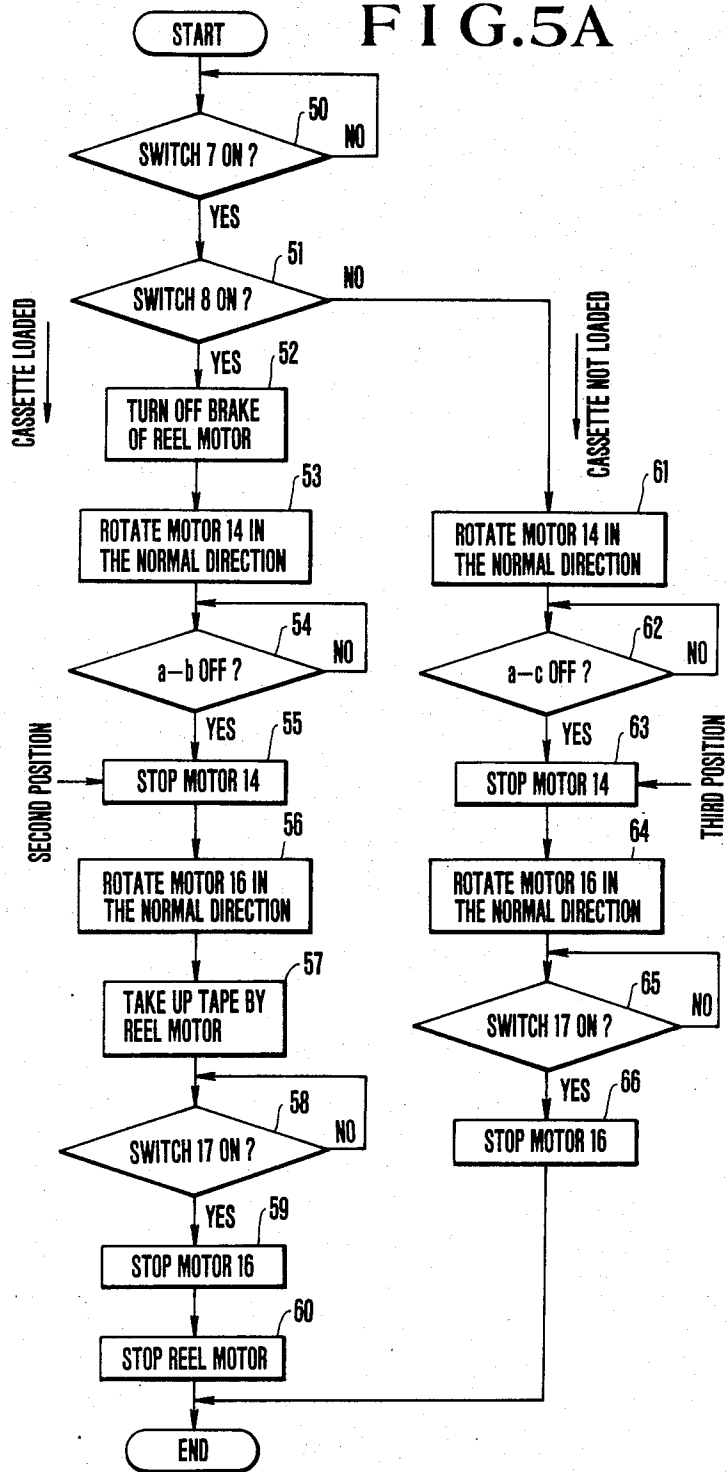 FIG.5A
START
50
SWITCH 7 ON ?
NO
YES
51
SWITCH 8 ON ?
NO
YES
CASSETTE LOADED
CASSETTE NOT LOADED
52
TURN OFF BRAKE
OF REEL MOTOR
53
ROTATE MOTOR 14 IN
THE NORMAL DIRECTION
54
a–b OFF ?
NO
YES
55
SECOND POSITION
STOP MOTOR 14
56
ROTATE MOTOR 16 IN
THE NORMAL DIRECTION
57
TAKE UP TAPE BY
REEL MOTOR
58
SWITCH 17 ON ?
NO
YES
59
STOP MOTOR 16
60
STOP REEL MOTOR
61
ROTATE MOTOR 14 IN
THE NORMAL DIRECTION
62
a–c OFF ?
NO
YES
63
STOP MOTOR 14
THIRD POSITION
64
ROTATE MOTOR 16 IN
THE NORMAL DIRECTION
65
SWITCH 17 ON ?
NO
YES
66
STOP MOTOR 16
END